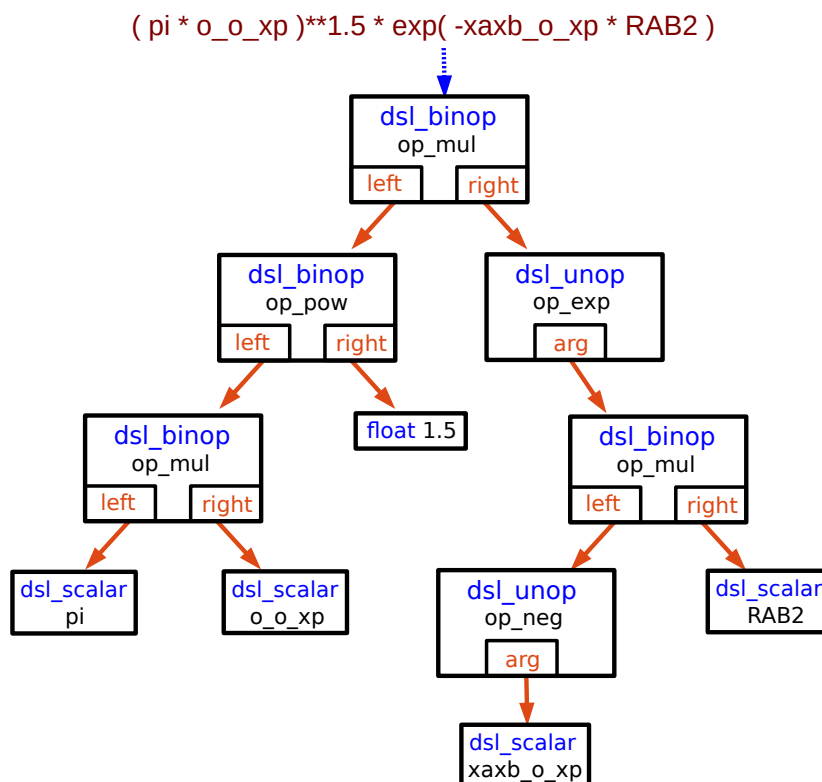 ( pi * o_o_xp )**1.5 * exp( -xaxb_o_xp * RAB2 )
dsl_binop
op_mul
left right
dsl_binop
op_pow
left right
dsl_unop
op_exp
arg
dsl_binop
op_mul
left right
float 1.5
dsl_binop
op_mul
left right
dsl_scalar
pi
dsl_scalar
o_o_xp
dsl_unop
op_neg
arg
dsl_scalar
RAB2
dsl_scalar
xaxb_o_xp